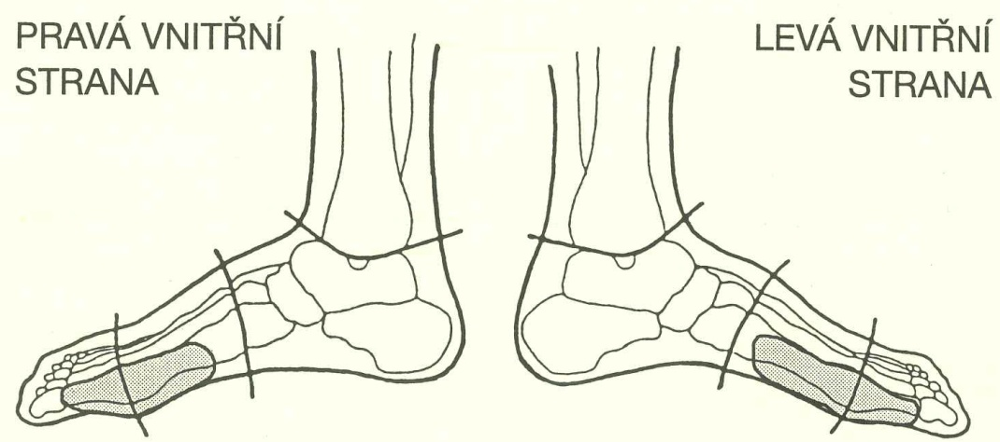 PRAVÁ VNITŘNÍ
STRANA
LEVÁ VNITŘNÍ
STRANA